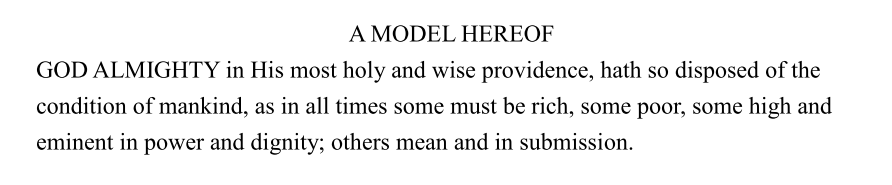 A MODEL HEREOF
GOD ALMIGHTY in His most holy and wise providence, hath so disposed of the
condition of mankind, as in all times some must be rich, some poor, some high and
eminent in power and dignity; others mean and in submission.